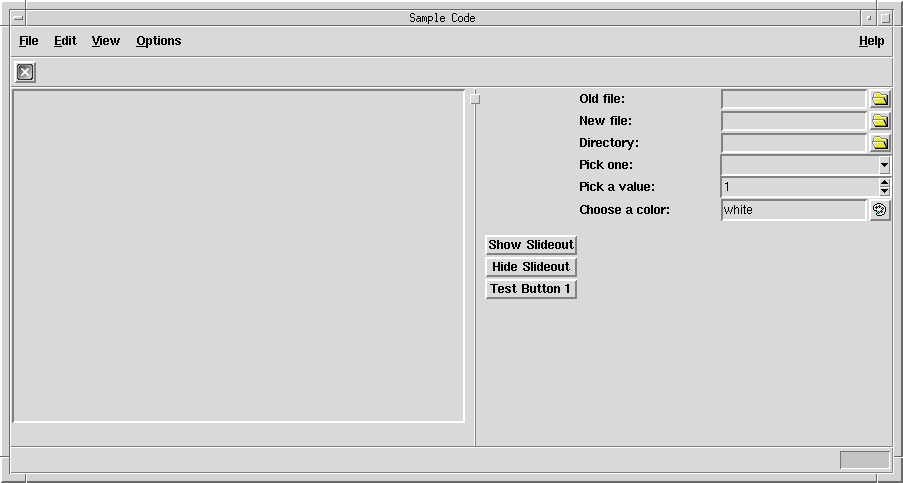 Sample Code
File Edit View Options Help
Old file:
New file:
Directory:
Pick one:
Pick a value: 1
Choose a color: white
Show Slideout
Hide Slideout
Test Button 1